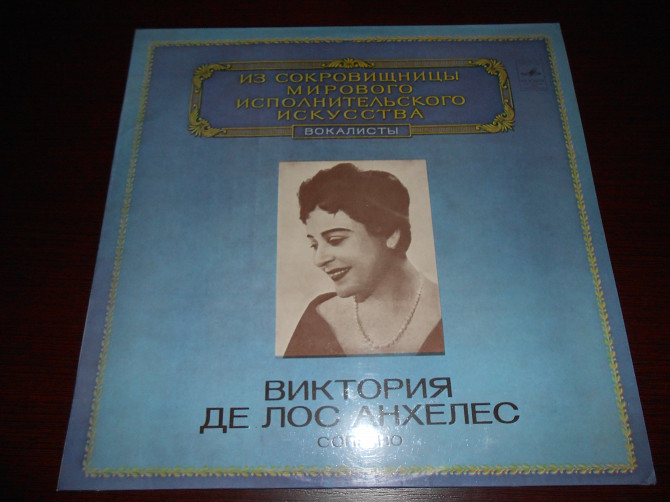 ИЗ СОКРОВИЩНИЦЫ
МИРОВОГО
ИСПОЛНИТЕЛЬСКОГО
ИСКУССТВА
ВОКАЛИСТЫ
ВИКТОРИЯ
ДЕ ЛОС АНХЕЛЕС
СОПРАНО